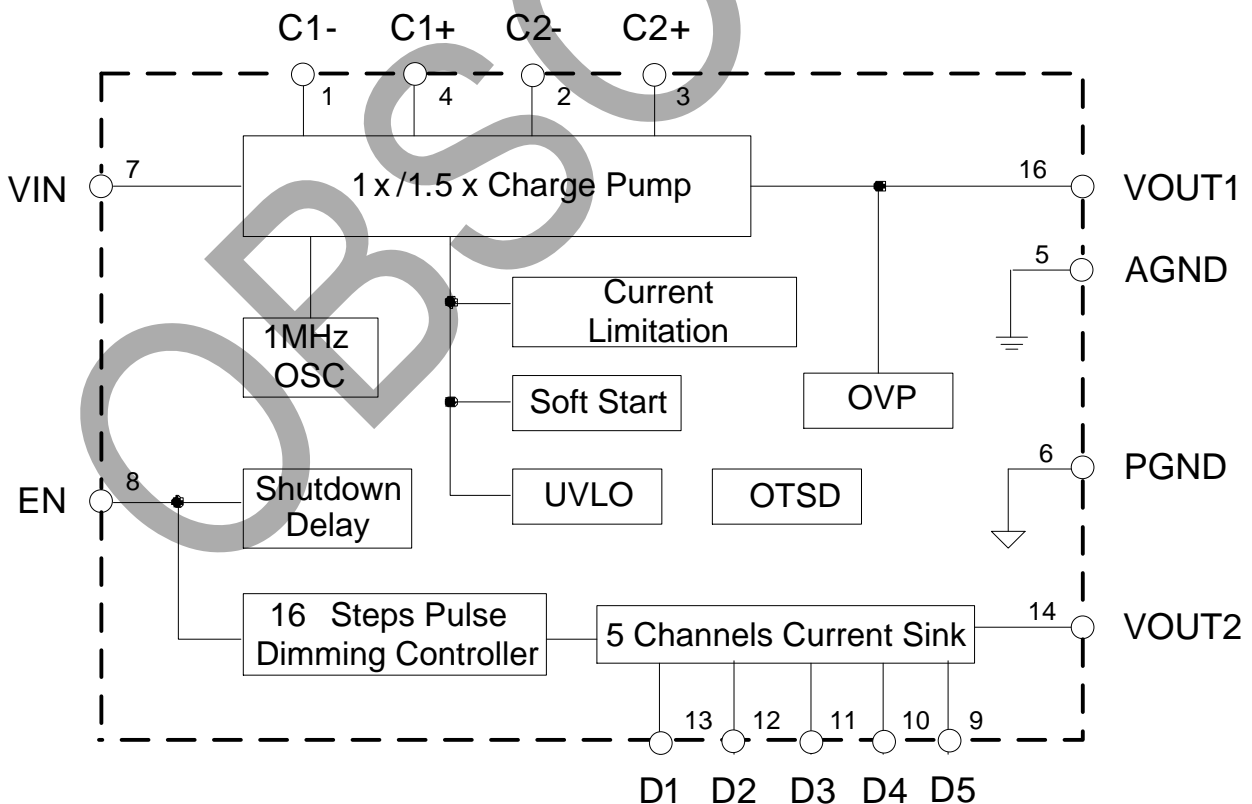 C1- C1+ C2- C2+
1 4 2 3
VIN 7 1x/1.5x Charge Pump 16 VOUT1
5 AGND
Current
Limitation
1MHz
OSC
Soft Start
OVP
6 PGND
EN 8
Shutdown
Delay
UVLO
OTSD
16 Steps Pulse
Dimming Controller
5 Channels Current Sink
14 VOUT2
13 12 11 10 9
D1 D2 D3 D4 D5
OBSO